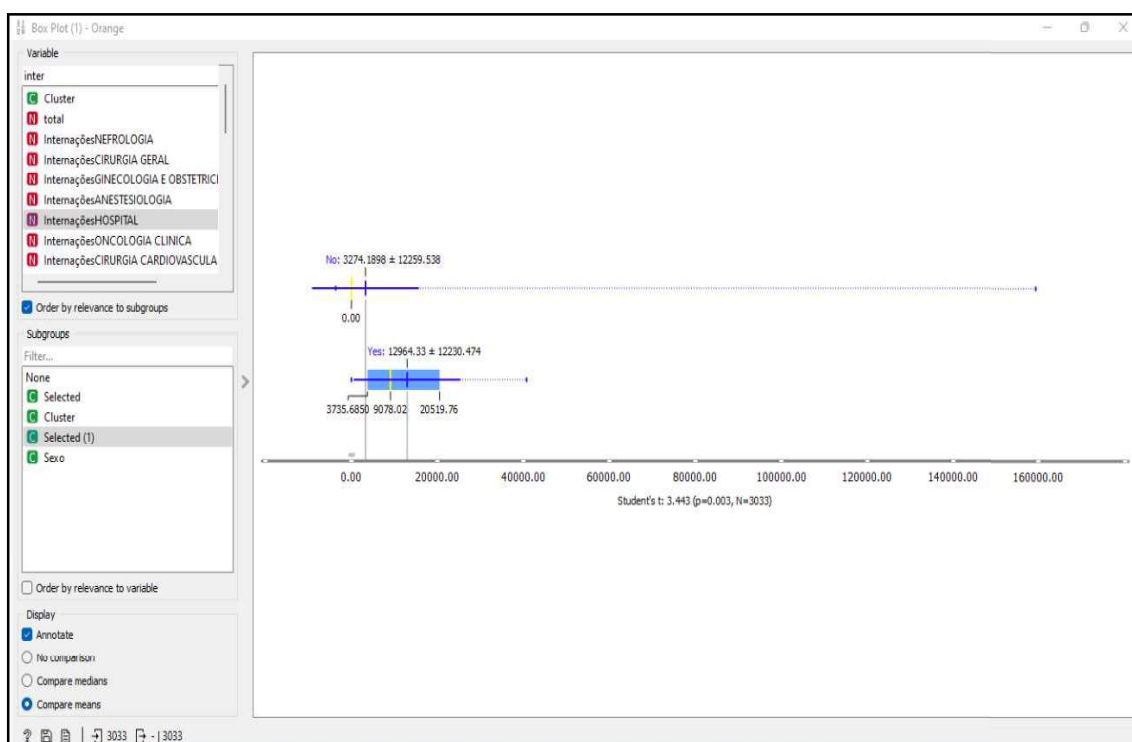 Box Plot (1) - Orange
Variable
inter
C Cluster
N total
N InternaçõesNEFROLOGIA
N InternaçõesCIRURGIA GERAL
N InternaçõesGINECOLOGIA E OBSTETRICI
N InternaçõesANESTESIOLOGIA
N InternaçõesHOSPITAL
N InternaçõesONCOLOGIA CLINICA
N InternaçõesCIRURGIA CARDIOVASCULA
Order by relevance to subgroups
Subgroups
Filter...
None
C Selected
C Cluster
C Selected (1)
C Sexo
Order by relevance to variable
Display
Annotate
No comparison
Compare medians
Compare means
? 3033 - | 3033
No: 3274.1898 ± 12259.538
0.00
Yes: 12964.33 ± 12230.474
3735.6850 9078.02 20519.76
0.00 20000.00 40000.00 60000.00 80000.00 100000.00 120000.00 140000.00 160000.00
Student's t: 3.443 (p=0.003, N=3033)